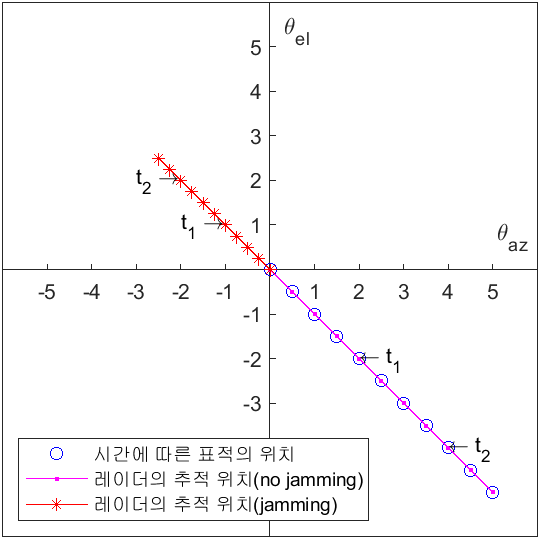 θel
5
4
3
t2
2
t1
1
θaz
-5 -4 -3 -2 -1 1 2 3 4 5
-1
-2
t1
-3
t2
시간에 따른 표적의 위치
레이더의 추적 위치(no jamming)
레이더의 추적 위치(jamming)